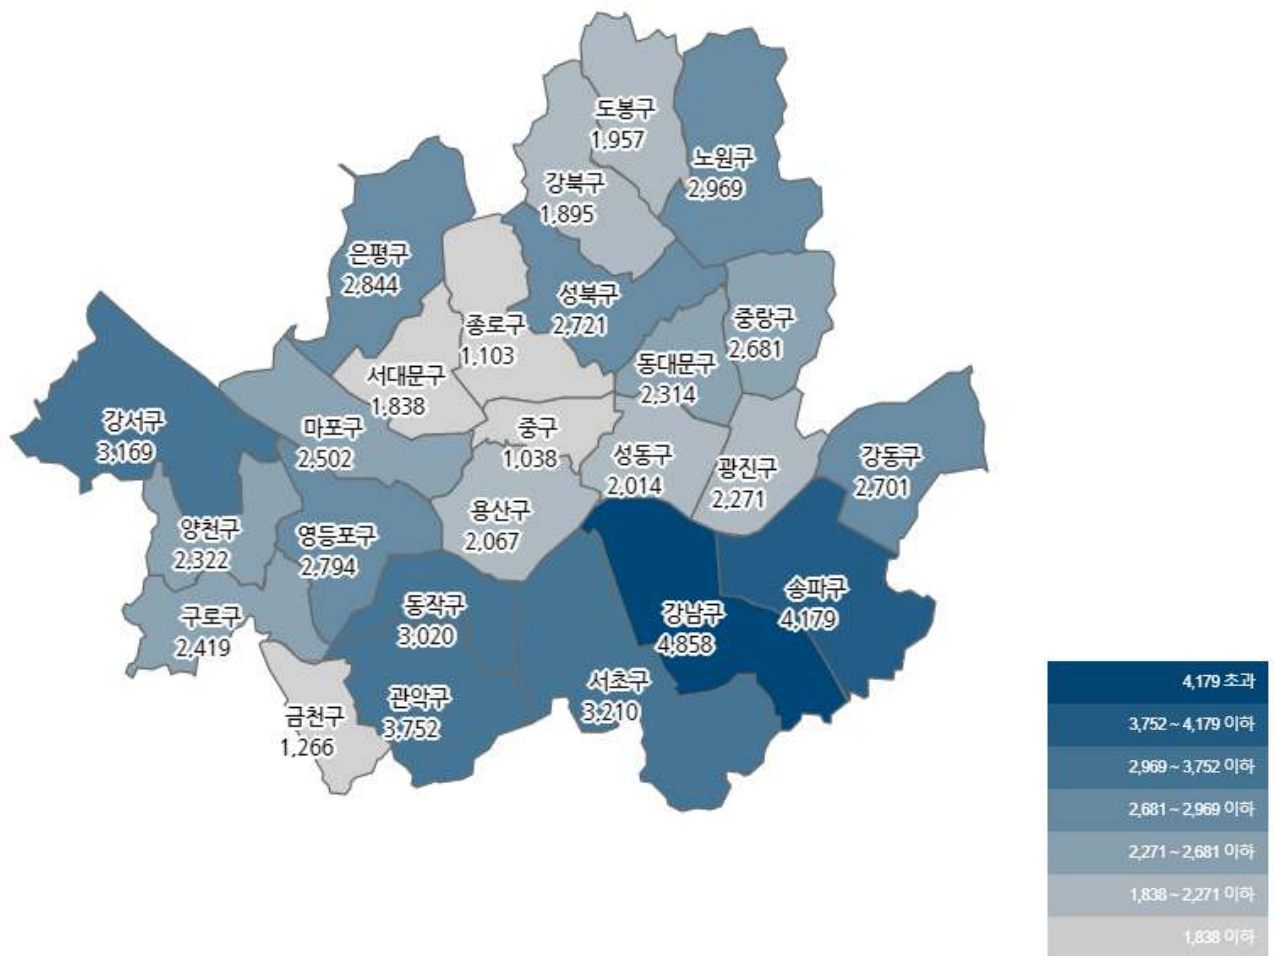 도봉구
1,957
노원구
2,969
강북구
1,895
은평구
2,844
성북구
2,721
종로구
1,103
중랑구
2,681
동대문구
2,314
서대문구
1,838
강서구
3,169
마포구
2,502
중구
1,038
성동구
2,014
광진구
2,271
강동구
2,701
용산구
2,067
양천구
2,322
영등포구
2,794
구로구
2,419
동작구
3,020
강남구
4,858
송파구
4,179
관악구
3,752
서초구
3,210
금천구
1,266
4,179 초과
3,752 ~ 4,179 이하
2,969 ~ 3,752 이하
2,681 ~ 2,969 이하
2,271 ~ 2,681 이하
1,838 ~ 2,271 이하
1,838 이하